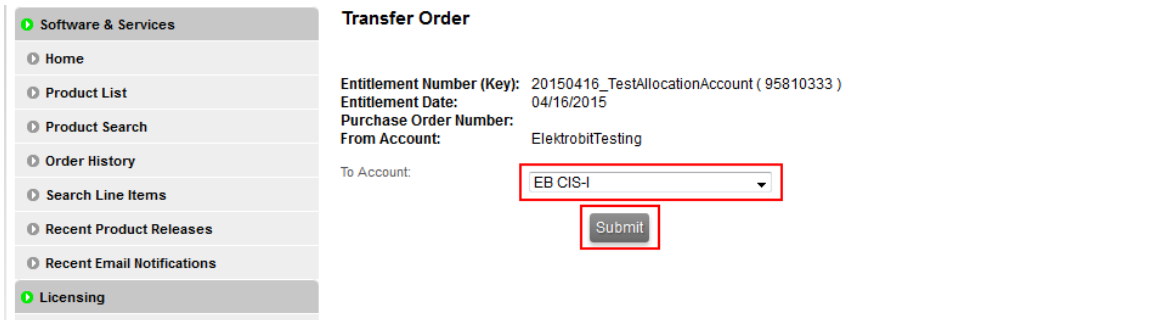 Software & Services
Home
Product List
Product Search
Order History
Search Line Items
Recent Product Releases
Recent Email Notifications
Licensing
Transfer Order
Entitlement Number (Key): 20150416_TestAllocationAccount ( 95810333 )
Entitlement Date: 04/16/2015
Purchase Order Number:
From Account: ElektrobitTesting
To Account: EB CIS-I
Submit